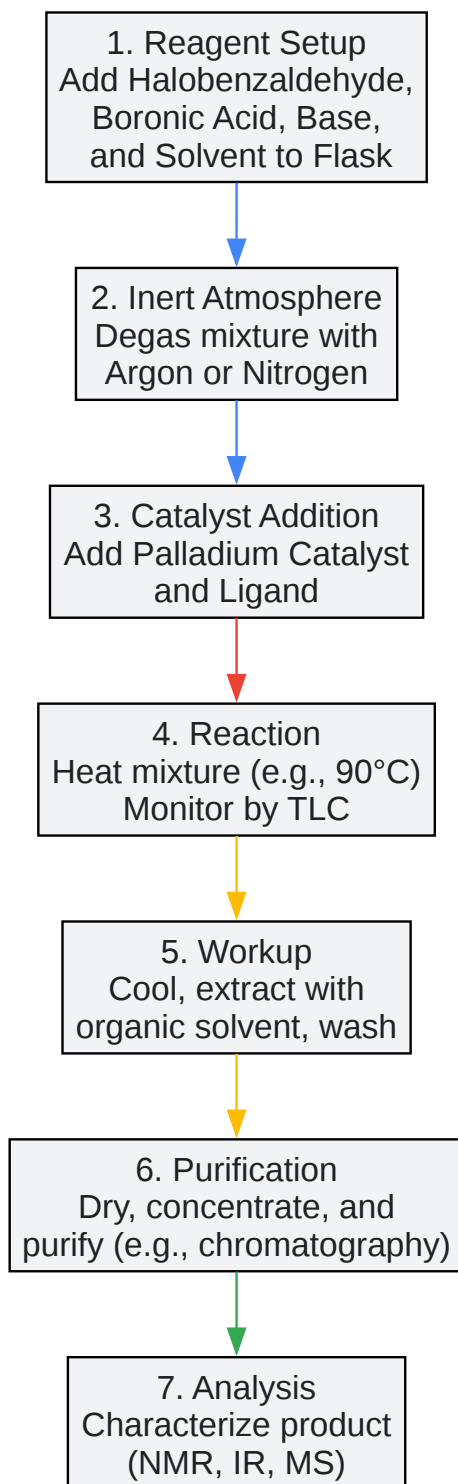 1. Reagent Setup
Add Halobenzaldehyde,
Boronic Acid, Base,
and Solvent to Flask
2. Inert Atmosphere
Degas mixture with
Argon or Nitrogen
3. Catalyst Addition
Add Palladium Catalyst
and Ligand
4. Reaction
Heat mixture (e.g., 90°C)
Monitor by TLC
5. Workup
Cool, extract with
organic solvent, wash
6. Purification
Dry, concentrate, and
purify (e.g., chromatography)
7. Analysis
Characterize product
(NMR, IR, MS)